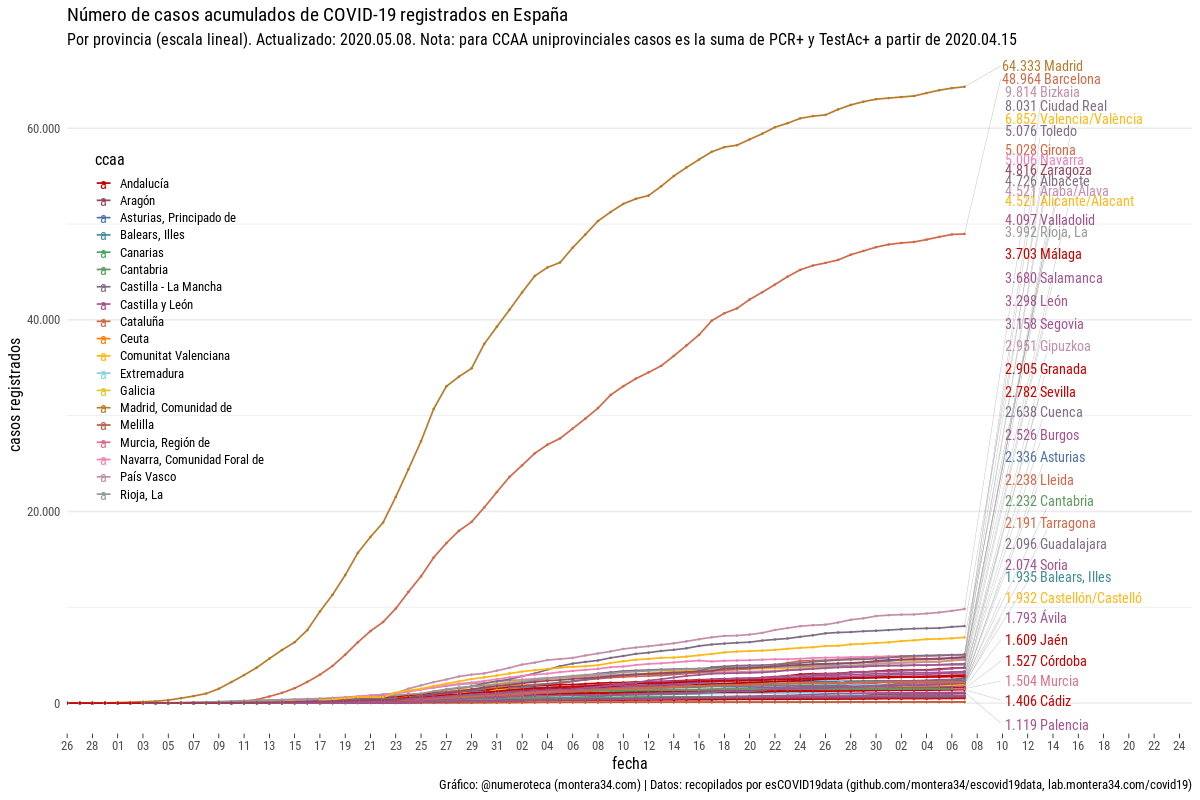 Número de casos acumulados de COVID-19 registrados en España
Por provincia (escala lineal). Actualizado: 2020.05.08. Nota: para CCAA uniprovinciales casos es la suma de PCR+ y TestAc+ a partir de 2020.04.15
64.333 Madrid
48.964 Barcelona
9.814 Bizkaia
8.031 Ciudad Real
6.852 Valencia/València
5.076 Toledo
5.028 Girona
5.006 Navarra
4.816 Zaragoza
4.726 Albacete
4.521 Araba/Álava
4.521 Alicante/Alacant
4.097 Valladolid
3.992 Rioja, La
3.703 Málaga
3.680 Salamanca
3.298 León
3.158 Segovia
2.951 Gipuzkoa
2.905 Granada
2.782 Sevilla
2.638 Cuenca
2.526 Burgos
2.336 Asturias
2.238 Lleida
2.232 Cantabria
2.191 Tarragona
2.096 Guadalajara
2.074 Soria
1.935 Balears, Illes
1.932 Castellón/Castelló
1.793 Ávila
1.609 Jaén
1.527 Córdoba
1.504 Murcia
1.406 Cádiz
1.119 Palencia
60.000
40.000
20.000
0
casos registrados
ccaa
Andalucía
Aragón
Asturias, Principado de
Balears, Illes
Canarias
Cantabria
Castilla - La Mancha
Castilla y León
Cataluña
Ceuta
Comunitat Valenciana
Extremadura
Galicia
Madrid, Comunidad de
Melilla
Murcia, Región de
Navarra, Comunidad Foral de
País Vasco
Rioja, La
26 28 01 03 05 07 09 11 13 15 17 19 21 23 25 27 29 31 02 04 06 08 10 12 14 16 18 20 22 24 26 28 30 02 04 06 08 10 12 14 16 18 20 22 24
fecha
Gráfico: @numeroteca (montera34.com) | Datos: recopilados por esCOVID19data (github.com/montera34/escovid19data, lab.montera34.com/covid19)